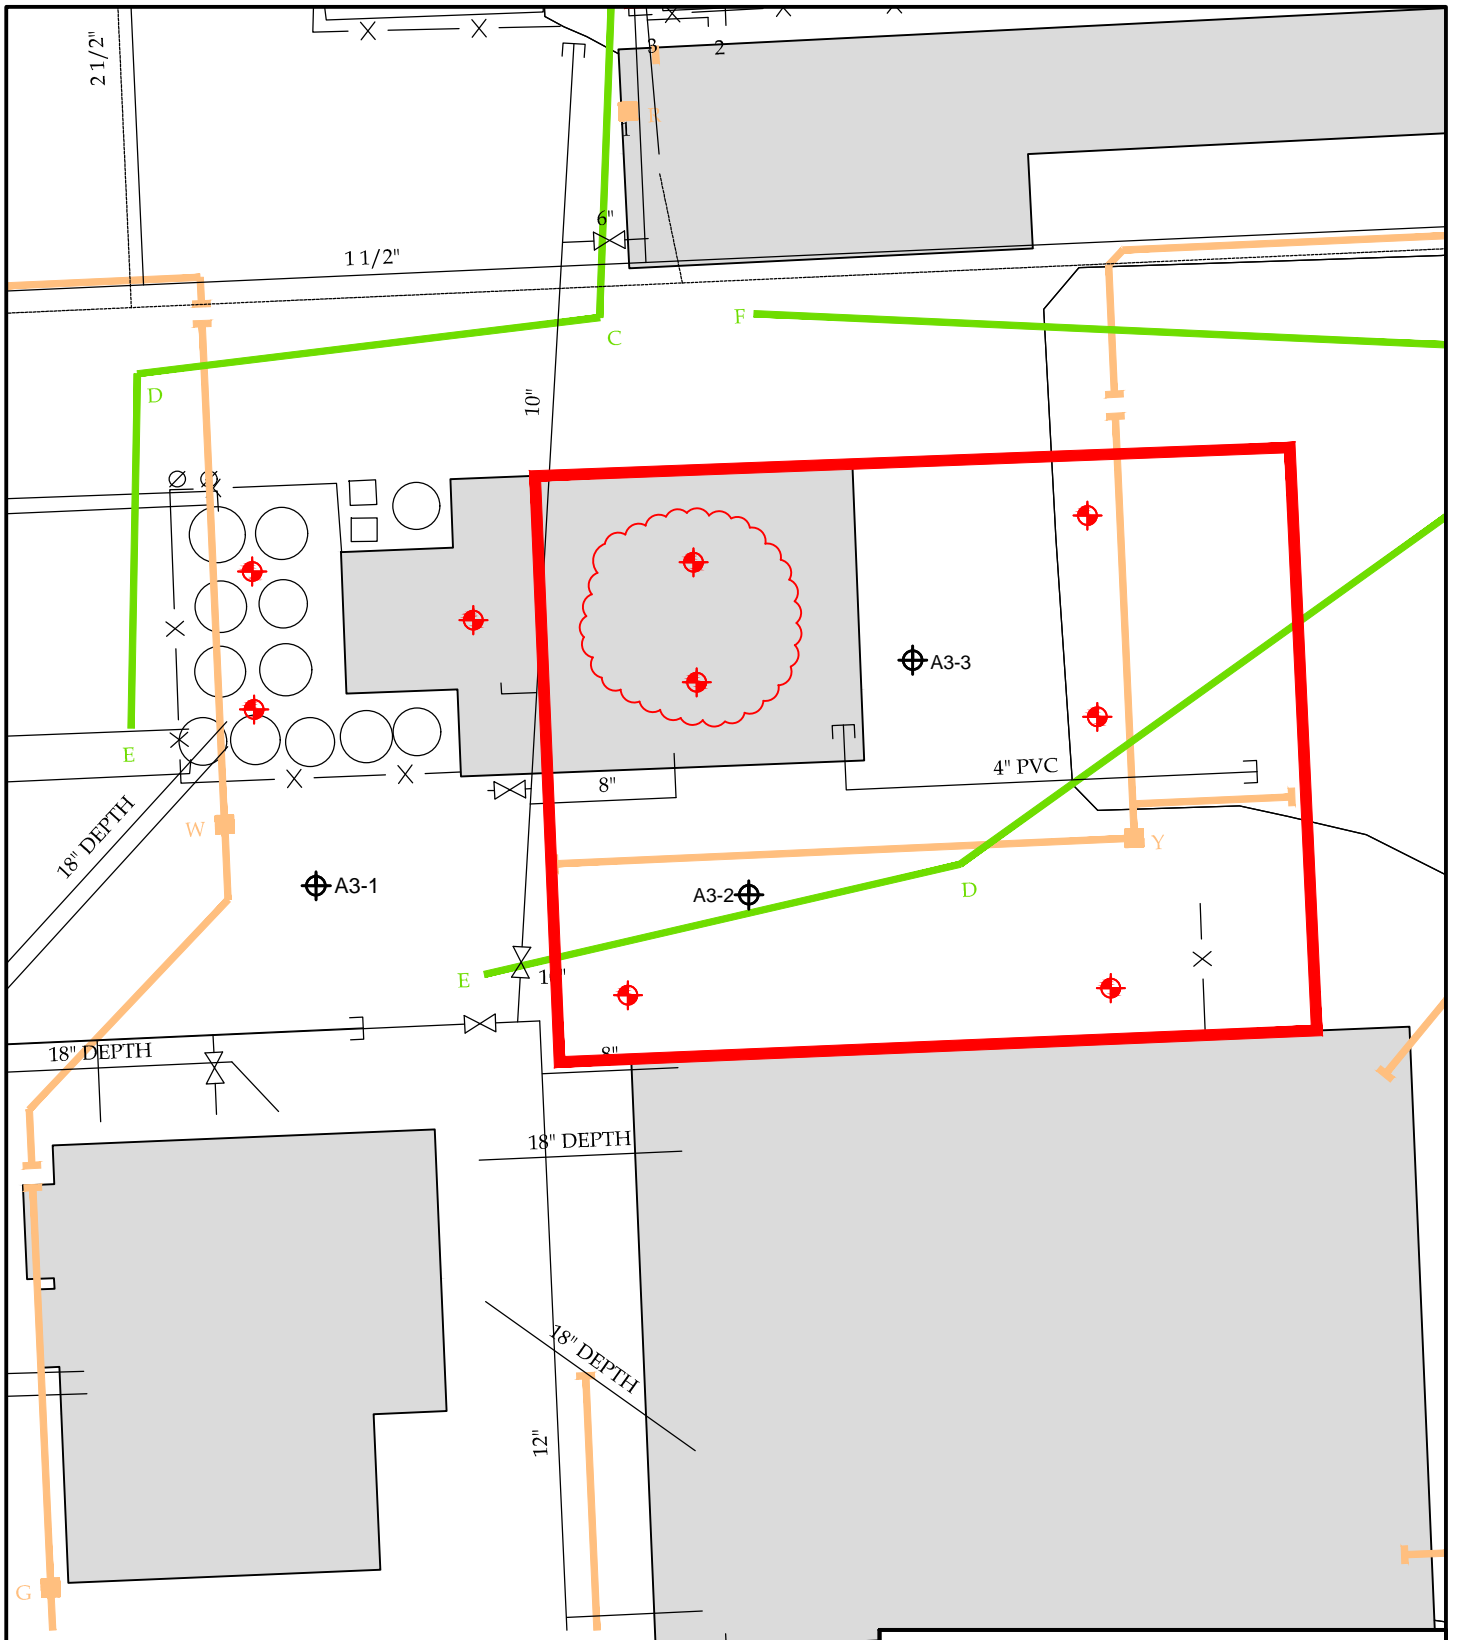 2 1/2"
3
2
R
1
6"
1 1/2"
C
F
D
10"
A3-3
E
8"
4" PVC
18" DEPTH
W
Y
A3-1
A3-2
D
E
18" DEPTH
8"
18" DEPTH
18" DEPTH
12"
G